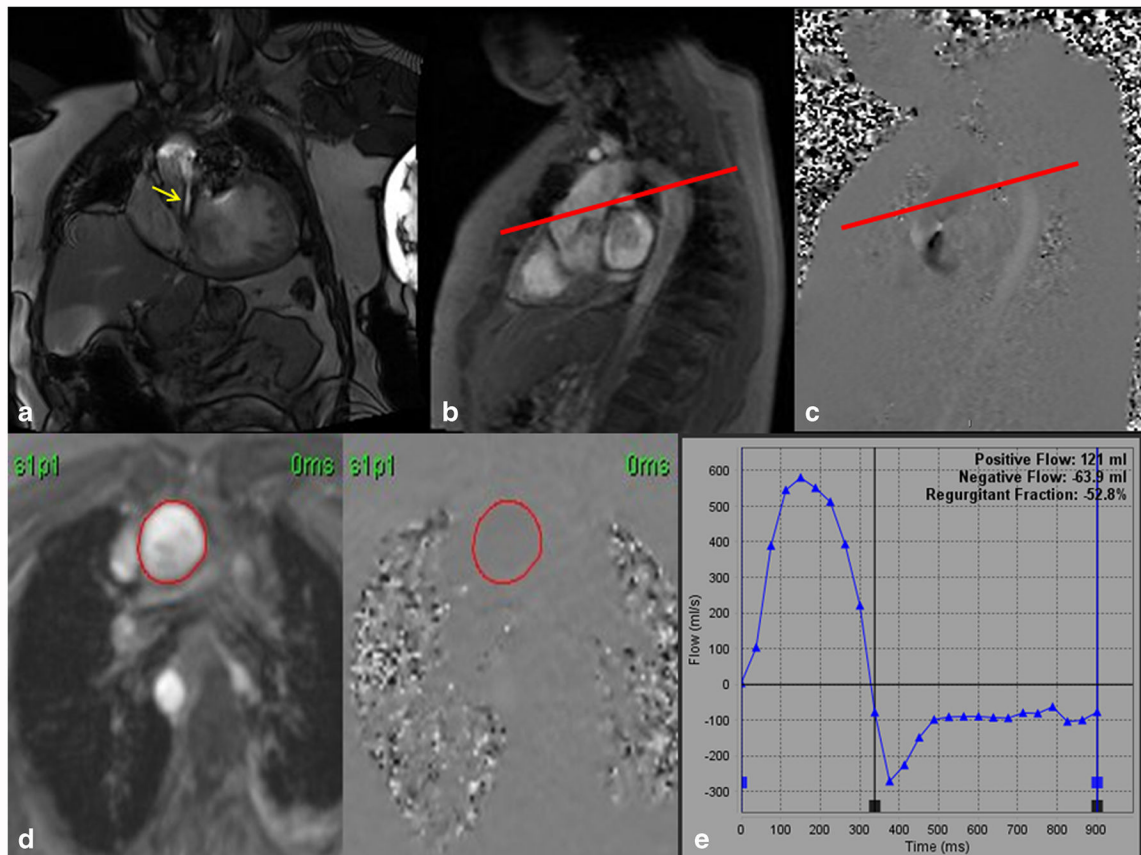 a
b
c
s1p1
0ms
s1p1
0ms
d
Positive Flow: 121 ml
Negative Flow: -63.9 ml
Regurgitant Fraction: -52.8%
Flow (ml/s)
600
500
400
300
200
100
0
-100
-200
-300
0
100
200
300
400
500
600
700
800
900
Time (ms)
e